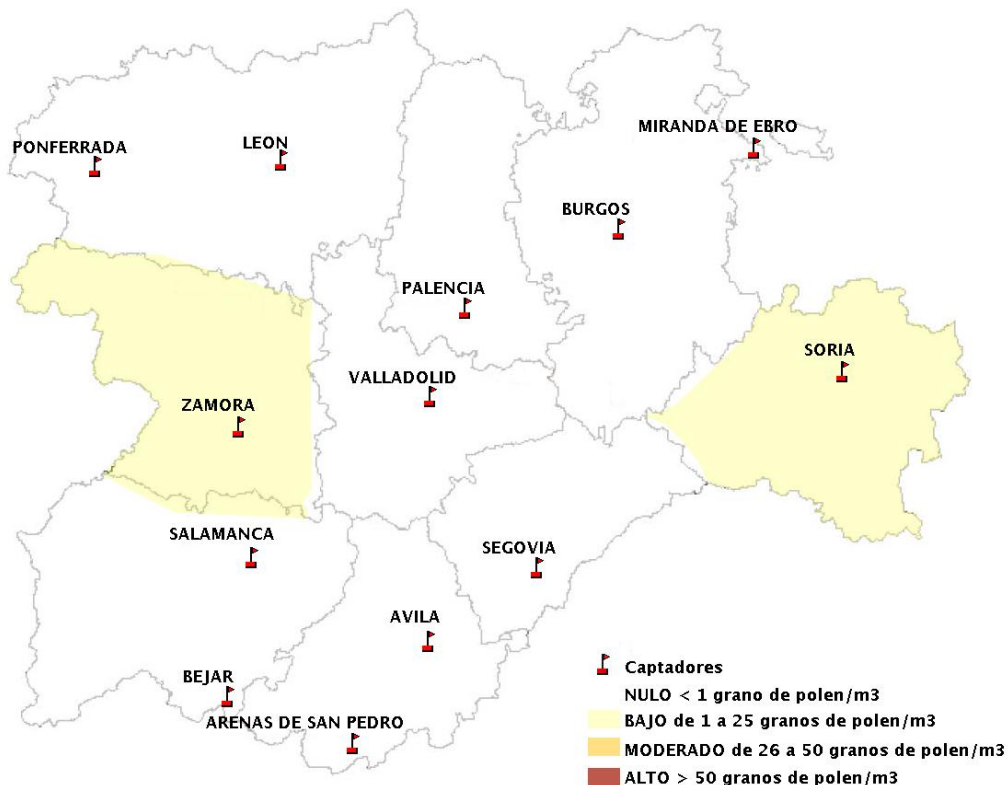 MIRANDA DE EBRO
PONFERRADA
LEON
BURGOS
PALENCIA
SORIA
VALLADOLID
ZAMORA
SALAMANCA
SEGOVIA
AVILA
BEJAR
ARENAS DE SAN PEDRO
Captadores
NULO < 1 grano de polen/m3
BAJO de 1 a 25 granos de polen/m3
MODERADO de 26 a 50 granos de polen/m3
ALTO > 50 granos de polen/m3